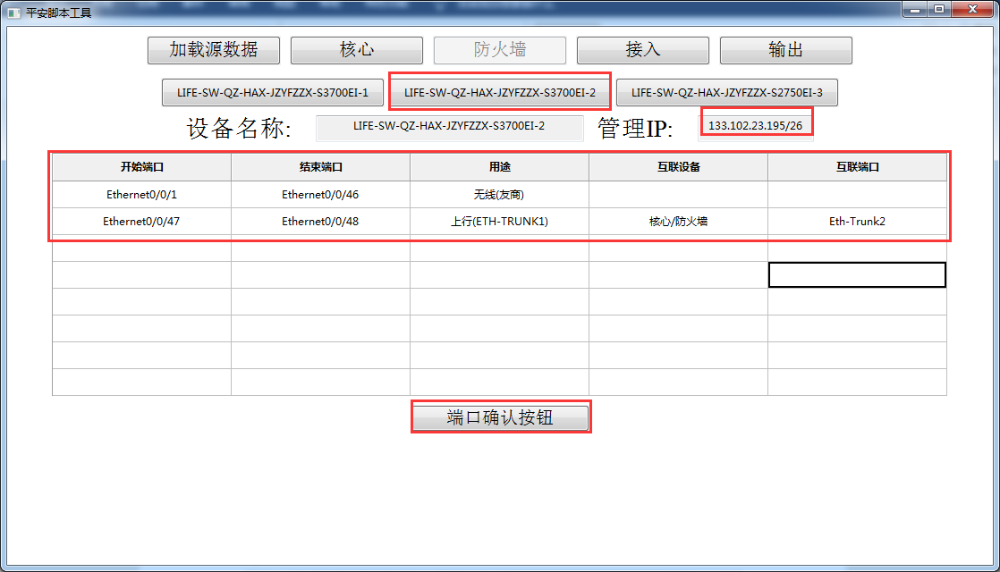 平安脚本工具
加载源数据 核心 防火墙 接入 输出
LIFE-SW-QZ-HAX-JZYFZZX-S3700EI-1 LIFE-SW-QZ-HAX-JZYFZZX-S3700EI-2 LIFE-SW-QZ-HAX-JZYFZZX-S2750EI-3
设备名称: LIFE-SW-QZ-HAX-JZYFZZX-S3700EI-2 管理IP: 133.102.23.195/26
开始端口 结束端口 用途 互联设备 互联端口
Ethernet0/0/1 Ethernet0/0/46 无线(友商)
Ethernet0/0/47 Ethernet0/0/48 上行(ETH-TRUNK1) 核心/防火墙 Eth-Trunk2
端口确认按钮